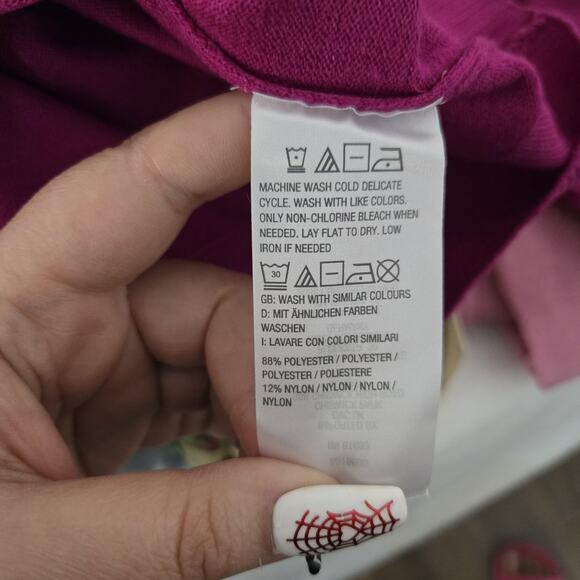 MACHINE WASH COLD DELICATE
CYCLE. WASH WITH LIKE COLORS.
ONLY NON-CHLORINE BLEACH WHEN
NEEDED. LAY FLAT TO DRY. LOW
IRON IF NEEDED
30
GB: WASH WITH SIMILAR COLOURS
D: MIT ÄHNLICHEN FARBEN
WASCHEN
I: LAVARE CON COLORI SIMILARI
88% POLYESTER / POLYESTER /
POLYESTER / POLIESTERE
12% NYLON / NYLON / NYLON /
NYLON